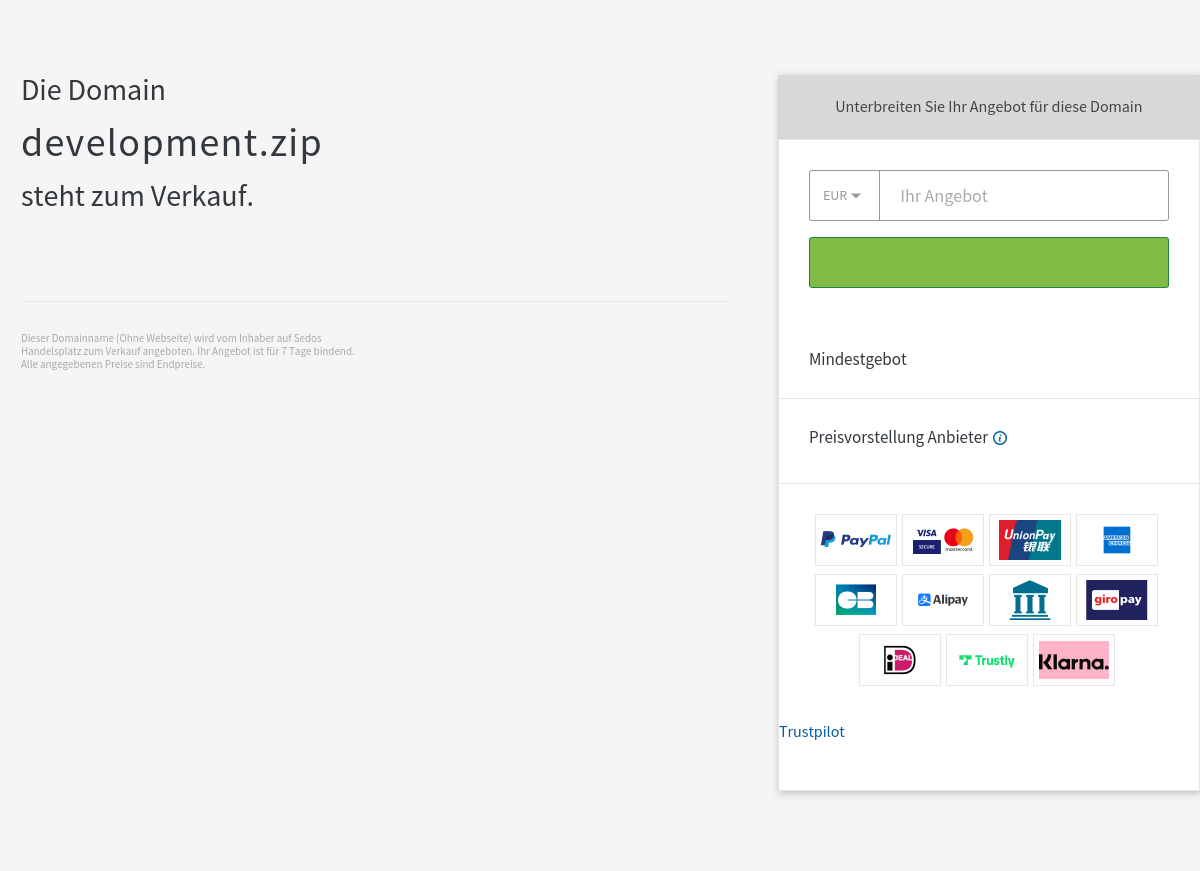 Die Domain
development.zip
steht zum Verkauf.
Dieser Domainname (Ohne Webseite) wird vom Inhaber auf Sedos
Handelsplatz zum Verkauf angeboten. Ihr Angebot ist für 7 Tage bindend.
Alle angegebenen Preise sind Endpreise.
Unterbreiten Sie Ihr Angebot für diese Domain
EUR Ihr Angebot
Mindestgebot
Preisvorstellung Anbieter
PayPal VISA SECURE mastercard UnionPay 银联 AMERICAN EXPRESS
CB Alipay giropay
iDEAL Trustly Klarna.
Trustpilot